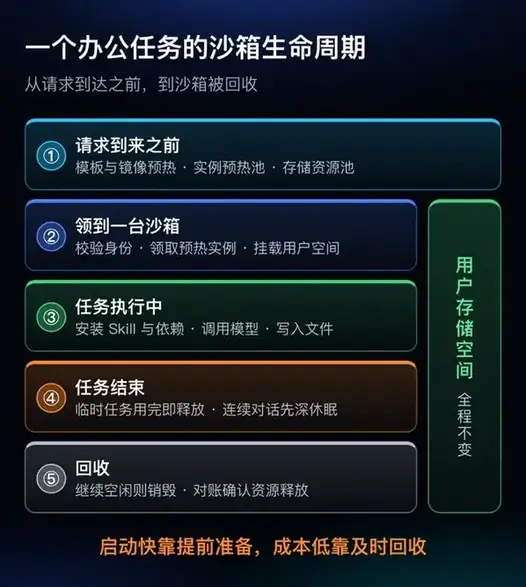 一个办公任务的沙箱生命周期
从请求到达之前，到沙箱被回收
① 请求到来之前
模板与镜像预热 · 实例预热池 · 存储资源池
② 领到一台沙箱
校验身份 · 领取预热实例 · 挂载用户空间
③ 任务执行中
安装 Skill 与依赖 · 调用模型 · 写入文件
④ 任务结束
临时任务用完即释放 · 连续对话先深休眠
⑤ 回收
继续空闲则销毁 · 对账确认资源释放
用户存储空间 全程不变
启动快靠提前准备，成本低靠及时回收